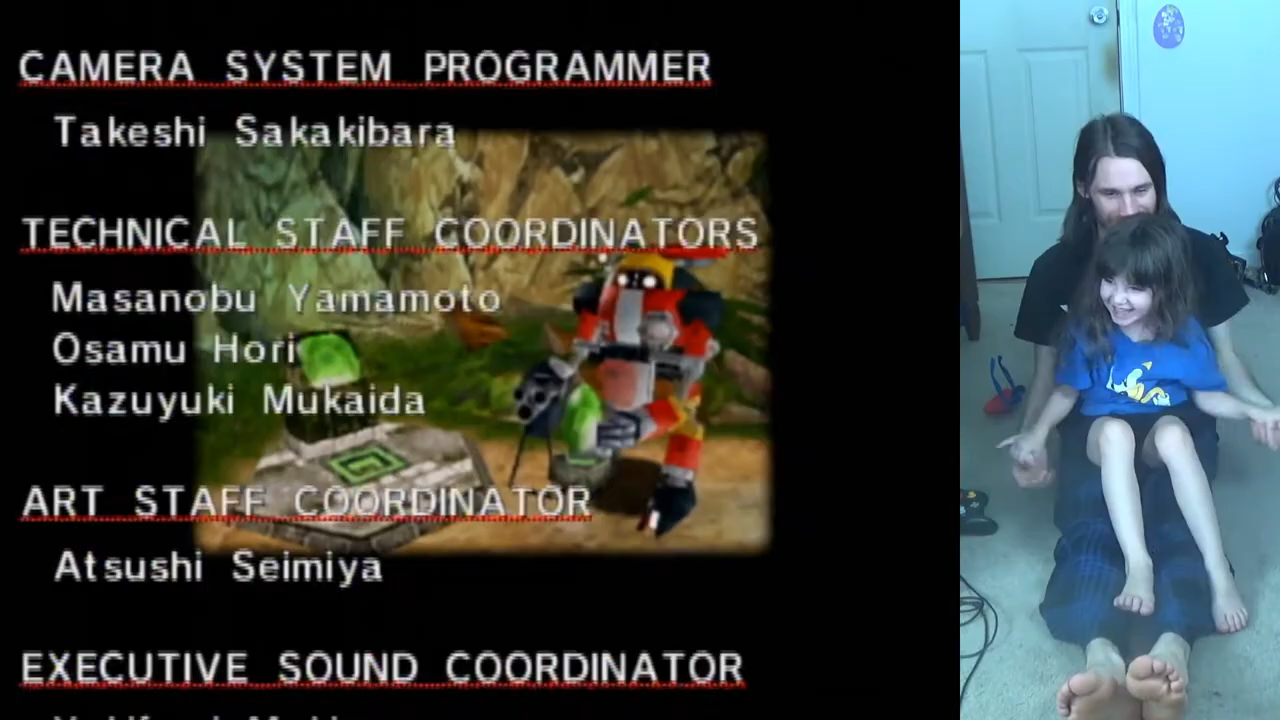 CAMERA SYSTEM PROGRAMMER
Takeshi Sakakibara
TECHNICAL STAFF COORDINATORS
Masanobu Yamamoto
Osamu Hori
Kazuyuki Mukaida
ART STAFF COORDINATOR
Atsushi Seimiya
EXECUTIVE SOUND COORDINATOR